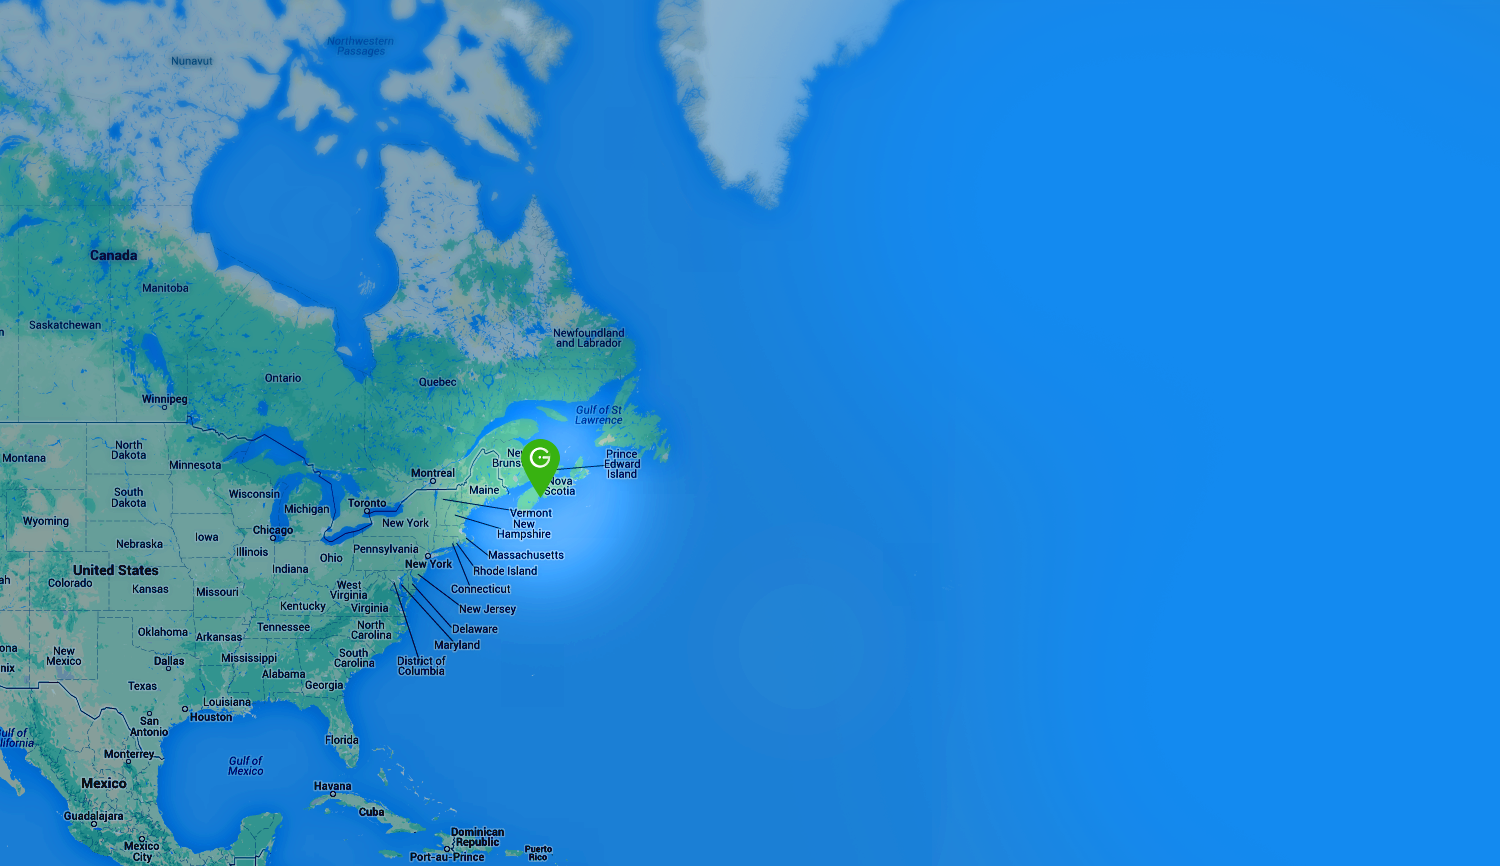 Northwestern
Passages
Nunavut
Canada
Manitoba
Saskatchewan
Newfoundland
and Labrador
Ontario
Quebec
Winnipeg
Gulf of St
Lawrence
North
Dakota
Montana
Minnesota
Montreal
Prince
Edward
Island
Nova
Scotia
Maine
South
Dakota
Wisconsin
Michigan
Toronto
Vermont
New
Hampshire
Wyoming
New York
Chicago
Iowa
Nebraska
Illinois
Pennsylvania
Ohio
Massachusetts
New York
Rhode Island
United States
Indiana
Colorado
Kansas
Missouri
West
Virginia
Connecticut
Kentucky
Virginia
New Jersey
Tennessee
North
Carolina
Delaware
Oklahoma
Arkansas
Maryland
New
Mexico
Dallas
Mississippi
South
Carolina
District of
Columbia
Alabama
Texas
Georgia
Louisiana
Houston
San
Antonio
Florida
Monterrey
Gulf of
Mexico
Mexico
Havana
Cuba
Guadalajara
Mexico
City
Dominican
Republic
Port-au-Prince
Puerto
Rico